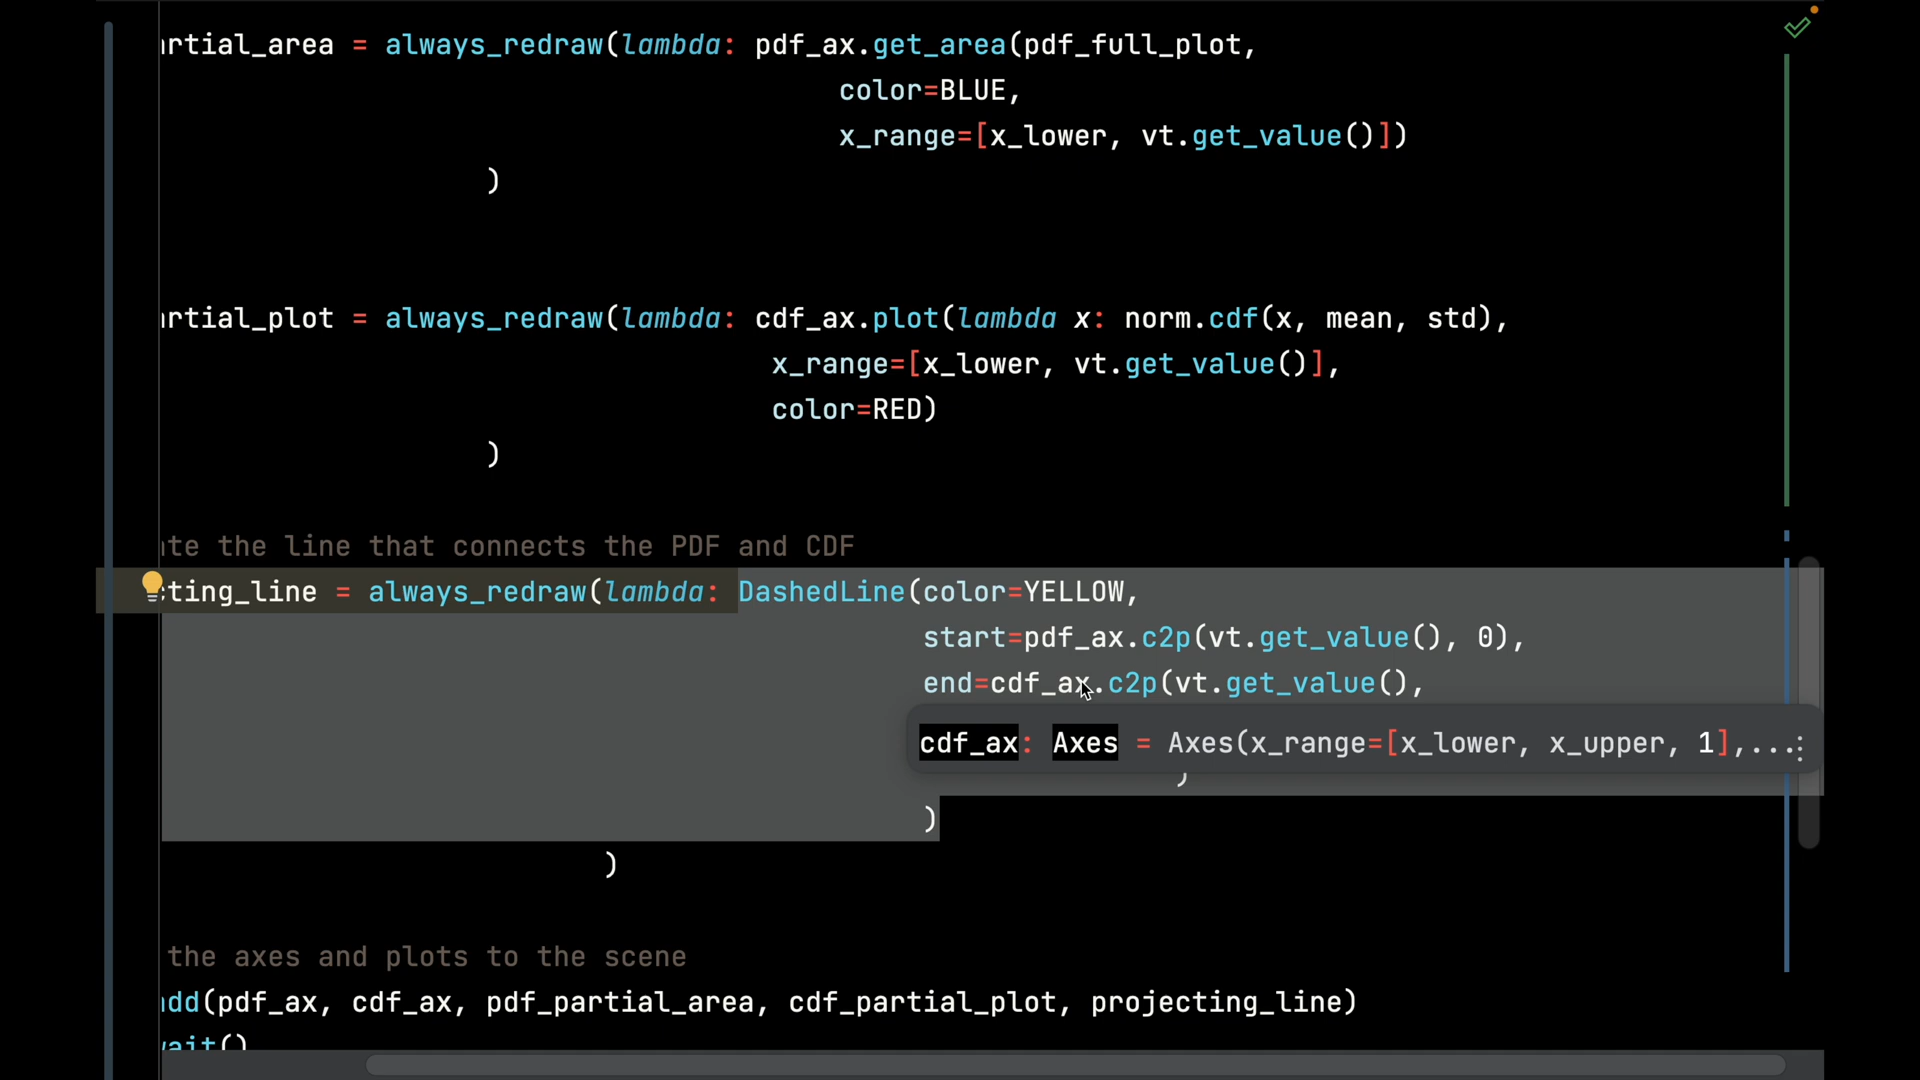 rtial_area = always_redraw(lambda: pdf_ax.get_area(pdf_full_plot,
color=BLUE,
x_range=[x_lower, vt.get_value()])
)
rtial_plot = always_redraw(lambda: cdf_ax.plot(lambda x: norm.cdf(x, mean, std),
x_range=[x_lower, vt.get_value()],
color=RED)
)
te the line that connects the PDF and CDF
cting_line = always_redraw(lambda: DashedLine(color=YELLOW,
start=pdf_ax.c2p(vt.get_value(), 0),
end=cdf_ax.c2p(vt.get_value(),
cdf_ax: Axes = Axes(x_range=[x_lower, x_upper, 1],...
)
)
)
the axes and plots to the scene
add(pdf_ax, cdf_ax, pdf_partial_area, cdf_partial_plot, projecting_line)
wait()